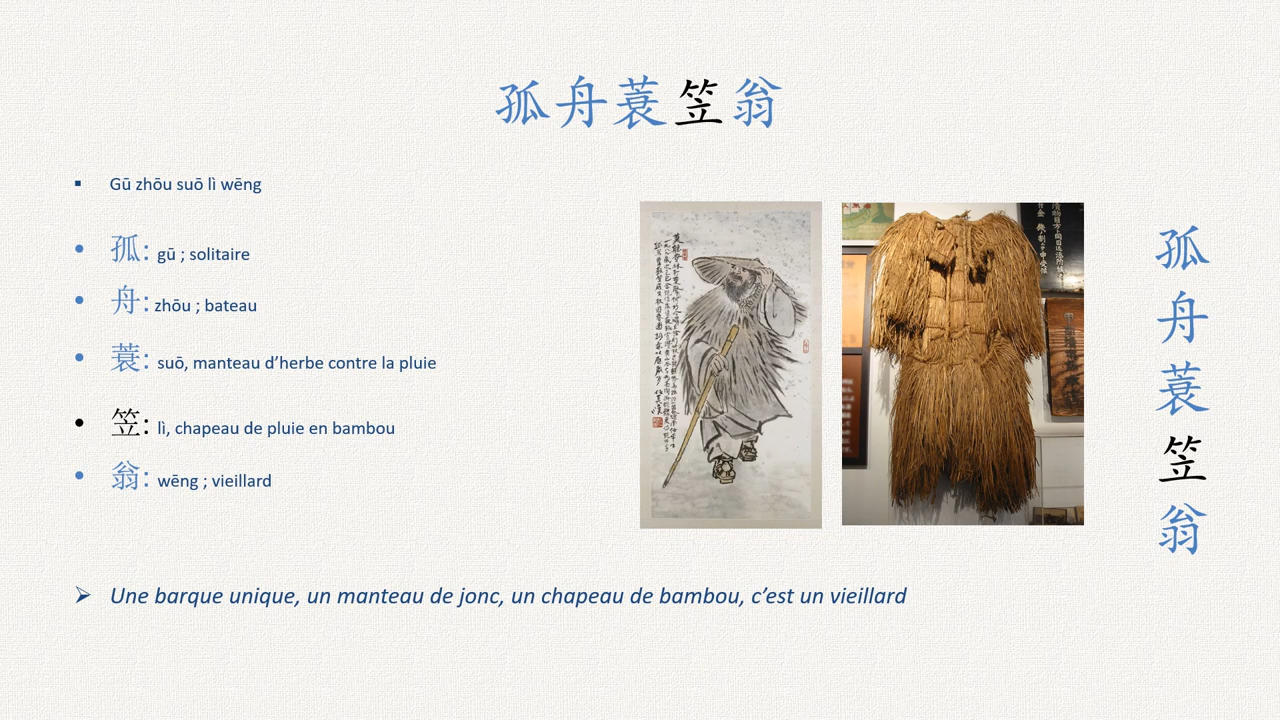 孤舟蓑笠翁
Gū zhōu suō lì wēng
孤: gū ; solitaire
舟: zhōu ; bateau
蓑: suō, manteau d’herbe contre la pluie
笠: lì, chapeau de pluie en bambou
翁: wēng ; vieillard
孤
舟
蓑
笠
翁
Une barque unique, un manteau de jonc, un chapeau de bambou, c’est un vieillard